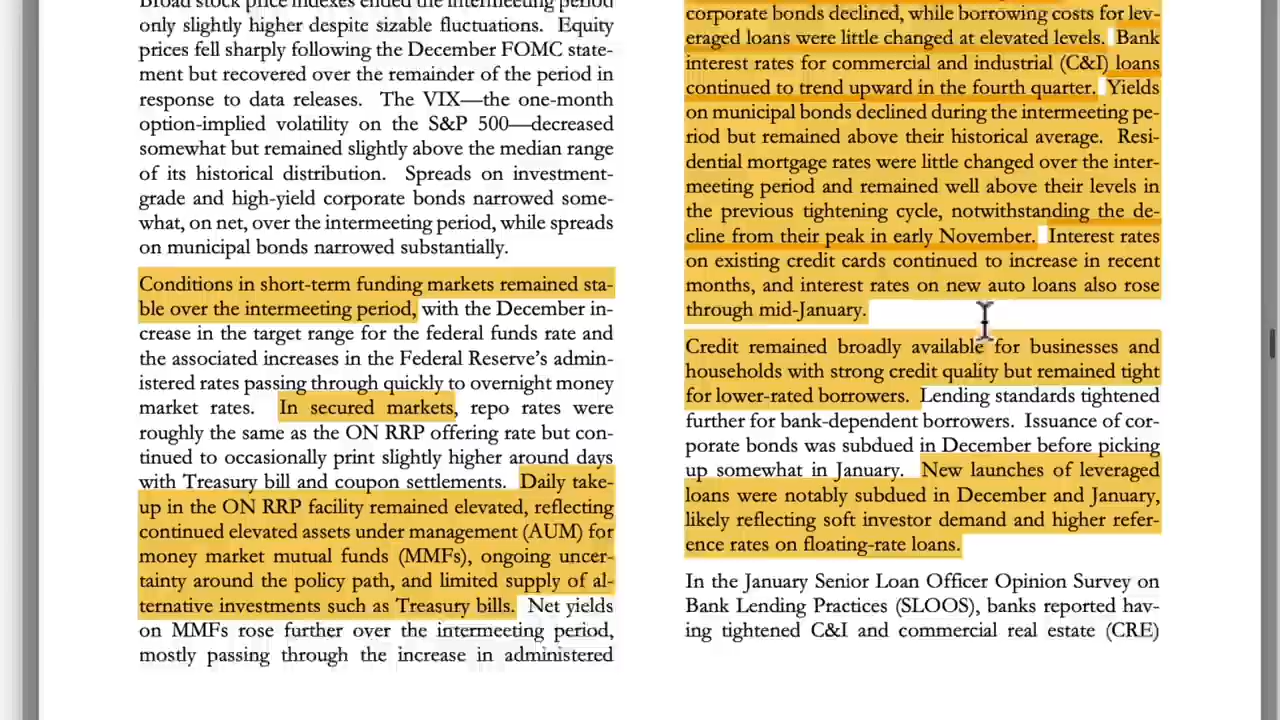 Broad stock price indexes ended the intermeeting period
only slightly higher despite sizable fluctuations. Equity
prices fell sharply following the December FOMC state-
ment but recovered over the remainder of the period in
response to data releases. The VIX—the one-month
option-implied volatility on the S&P 500—decreased
somewhat but remained slightly above the median range
of its historical distribution. Spreads on investment-
grade and high-yield corporate bonds narrowed some-
what, on net, over the intermeeting period, while spreads
on municipal bonds narrowed substantially.
Conditions in short-term funding markets remained sta-
ble over the intermeeting period, with the December in-
crease in the target range for the federal funds rate and
the associated increases in the Federal Reserve's admin-
istered rates passing through quickly to overnight money
market rates. In secured markets, repo rates were
roughly the same as the ON RRP offering rate but con-
tinued to occasionally print slightly higher around days
with Treasury bill and coupon settlements. Daily take-
up in the ON RRP facility remained elevated, reflecting
continued elevated assets under management (AUM) for
money market mutual funds (MMFs), ongoing uncer-
tainty around the policy path, and limited supply of al-
ternative investments such as Treasury bills. Net yields
on MMFs rose further over the intermeeting period,
mostly passing through the increase in administered
corporate bonds declined, while borrowing costs for lev-
eraged loans were little changed at elevated levels. Bank
interest rates for commercial and industrial (C&I) loans
continued to trend upward in the fourth quarter. Yields
on municipal bonds declined during the intermeeting pe-
riod but remained above their historical average. Resi-
dential mortgage rates were little changed over the inter-
meeting period and remained well above their levels in
the previous tightening cycle, notwithstanding the de-
cline from their peak in early November. Interest rates
on existing credit cards continued to increase in recent
months, and interest rates on new auto loans also rose
through mid-January.
Credit remained broadly available for businesses and
households with strong credit quality but remained tight
for lower-rated borrowers. Lending standards tightened
further for bank-dependent borrowers. Issuance of cor-
porate bonds was subdued in December before picking
up somewhat in January. New launches of leveraged
loans were notably subdued in December and January,
likely reflecting soft investor demand and higher refer-
ence rates on floating-rate loans.
In the January Senior Loan Officer Opinion Survey on
Bank Lending Practices (SLOOS), banks reported hav-
ing tightened C&I and commercial real estate (CRE)